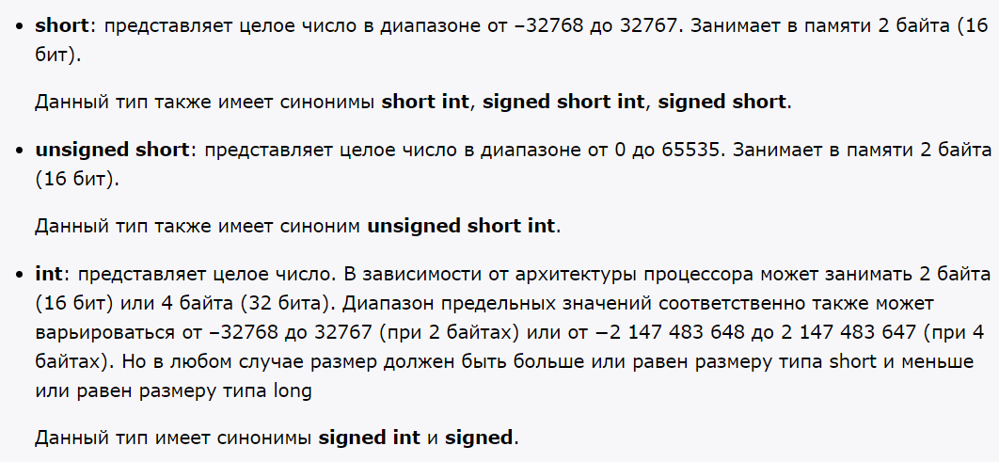 short: представляет целое число в диапазоне от –32768 до 32767. Занимает в памяти 2 байта (16
бит).
Данный тип также имеет синонимы short int, signed short int, signed short.
unsigned short: представляет целое число в диапазоне от 0 до 65535. Занимает в памяти 2 байта
(16 бит).
Данный тип также имеет синоним unsigned short int.
int: представляет целое число. В зависимости от архитектуры процессора может занимать 2 байта
(16 бит) или 4 байта (32 бита). Диапазон предельных значений соответственно также может
варьироваться от –32768 до 32767 (при 2 байтах) или от −2 147 483 648 до 2 147 483 647 (при 4
байтах). Но в любом случае размер должен быть больше или равен размеру типа short и меньше
или равен размеру типа long
Данный тип имеет синонимы signed int и signed.